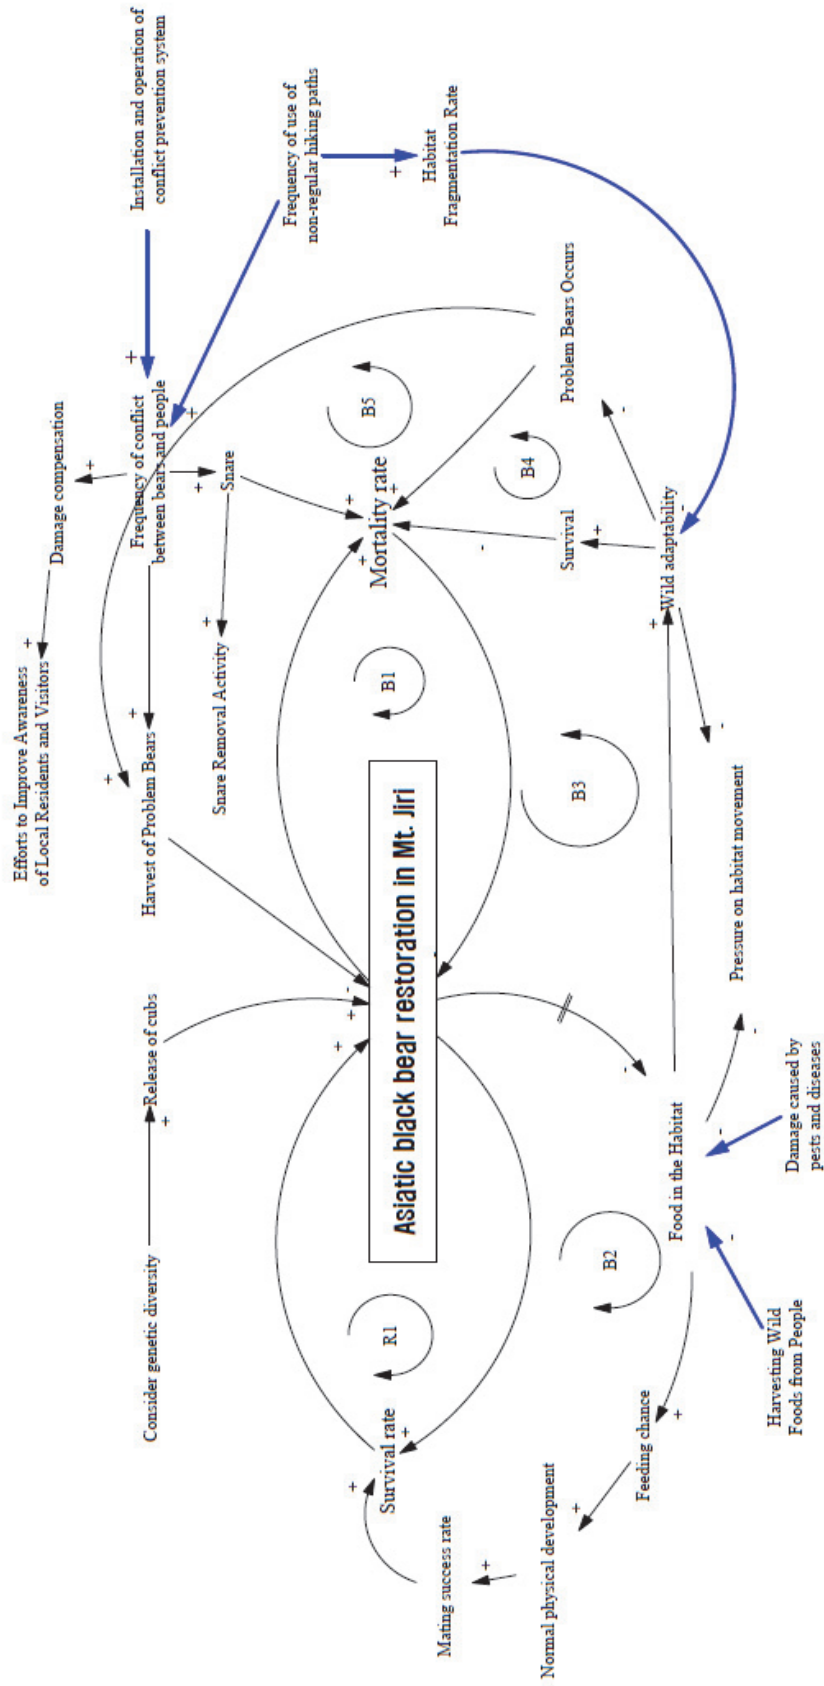 Efforts to Improve Awareness
of Local Residents and Visitors
+
Damage compensation
+
Installation and operation of
conflict prevention system
+
Frequency of conflict
between bears and people
+
Frequency of use of
non-regular hiking paths
+
Habitat
Fragmentation Rate
Consider genetic diversity
+
Release of cubs
+
Harvest of Problem Bears
+
+
Snare Removal Activity
+
Snare
+
+
+
-
Survival rate
+
+
R1
Asiatic black bear restoration in Mt. Jiri
-
B1
Mortality rate
+
+
+
-
B5
Problem Bears Occurs
-
B4
Survival
+
Wild adaptability
+
-
B3
B2
Mating success rate
+
Normal physical development
+
Feeding chance
+
Food in the Habitat
-
-
-
Pressure on habitat movement
-
-
Harvesting Wild
Foods from People
Damage caused by
pests and diseases